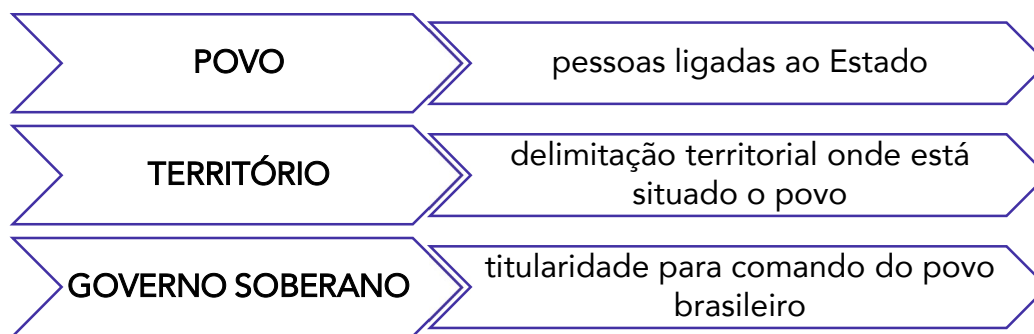 POVO
pessoas ligadas ao Estado
TERRITÓRIO
delimitação territorial onde está
situado o povo
GOVERNO SOBERANO
titularidade para comando do povo
brasileiro